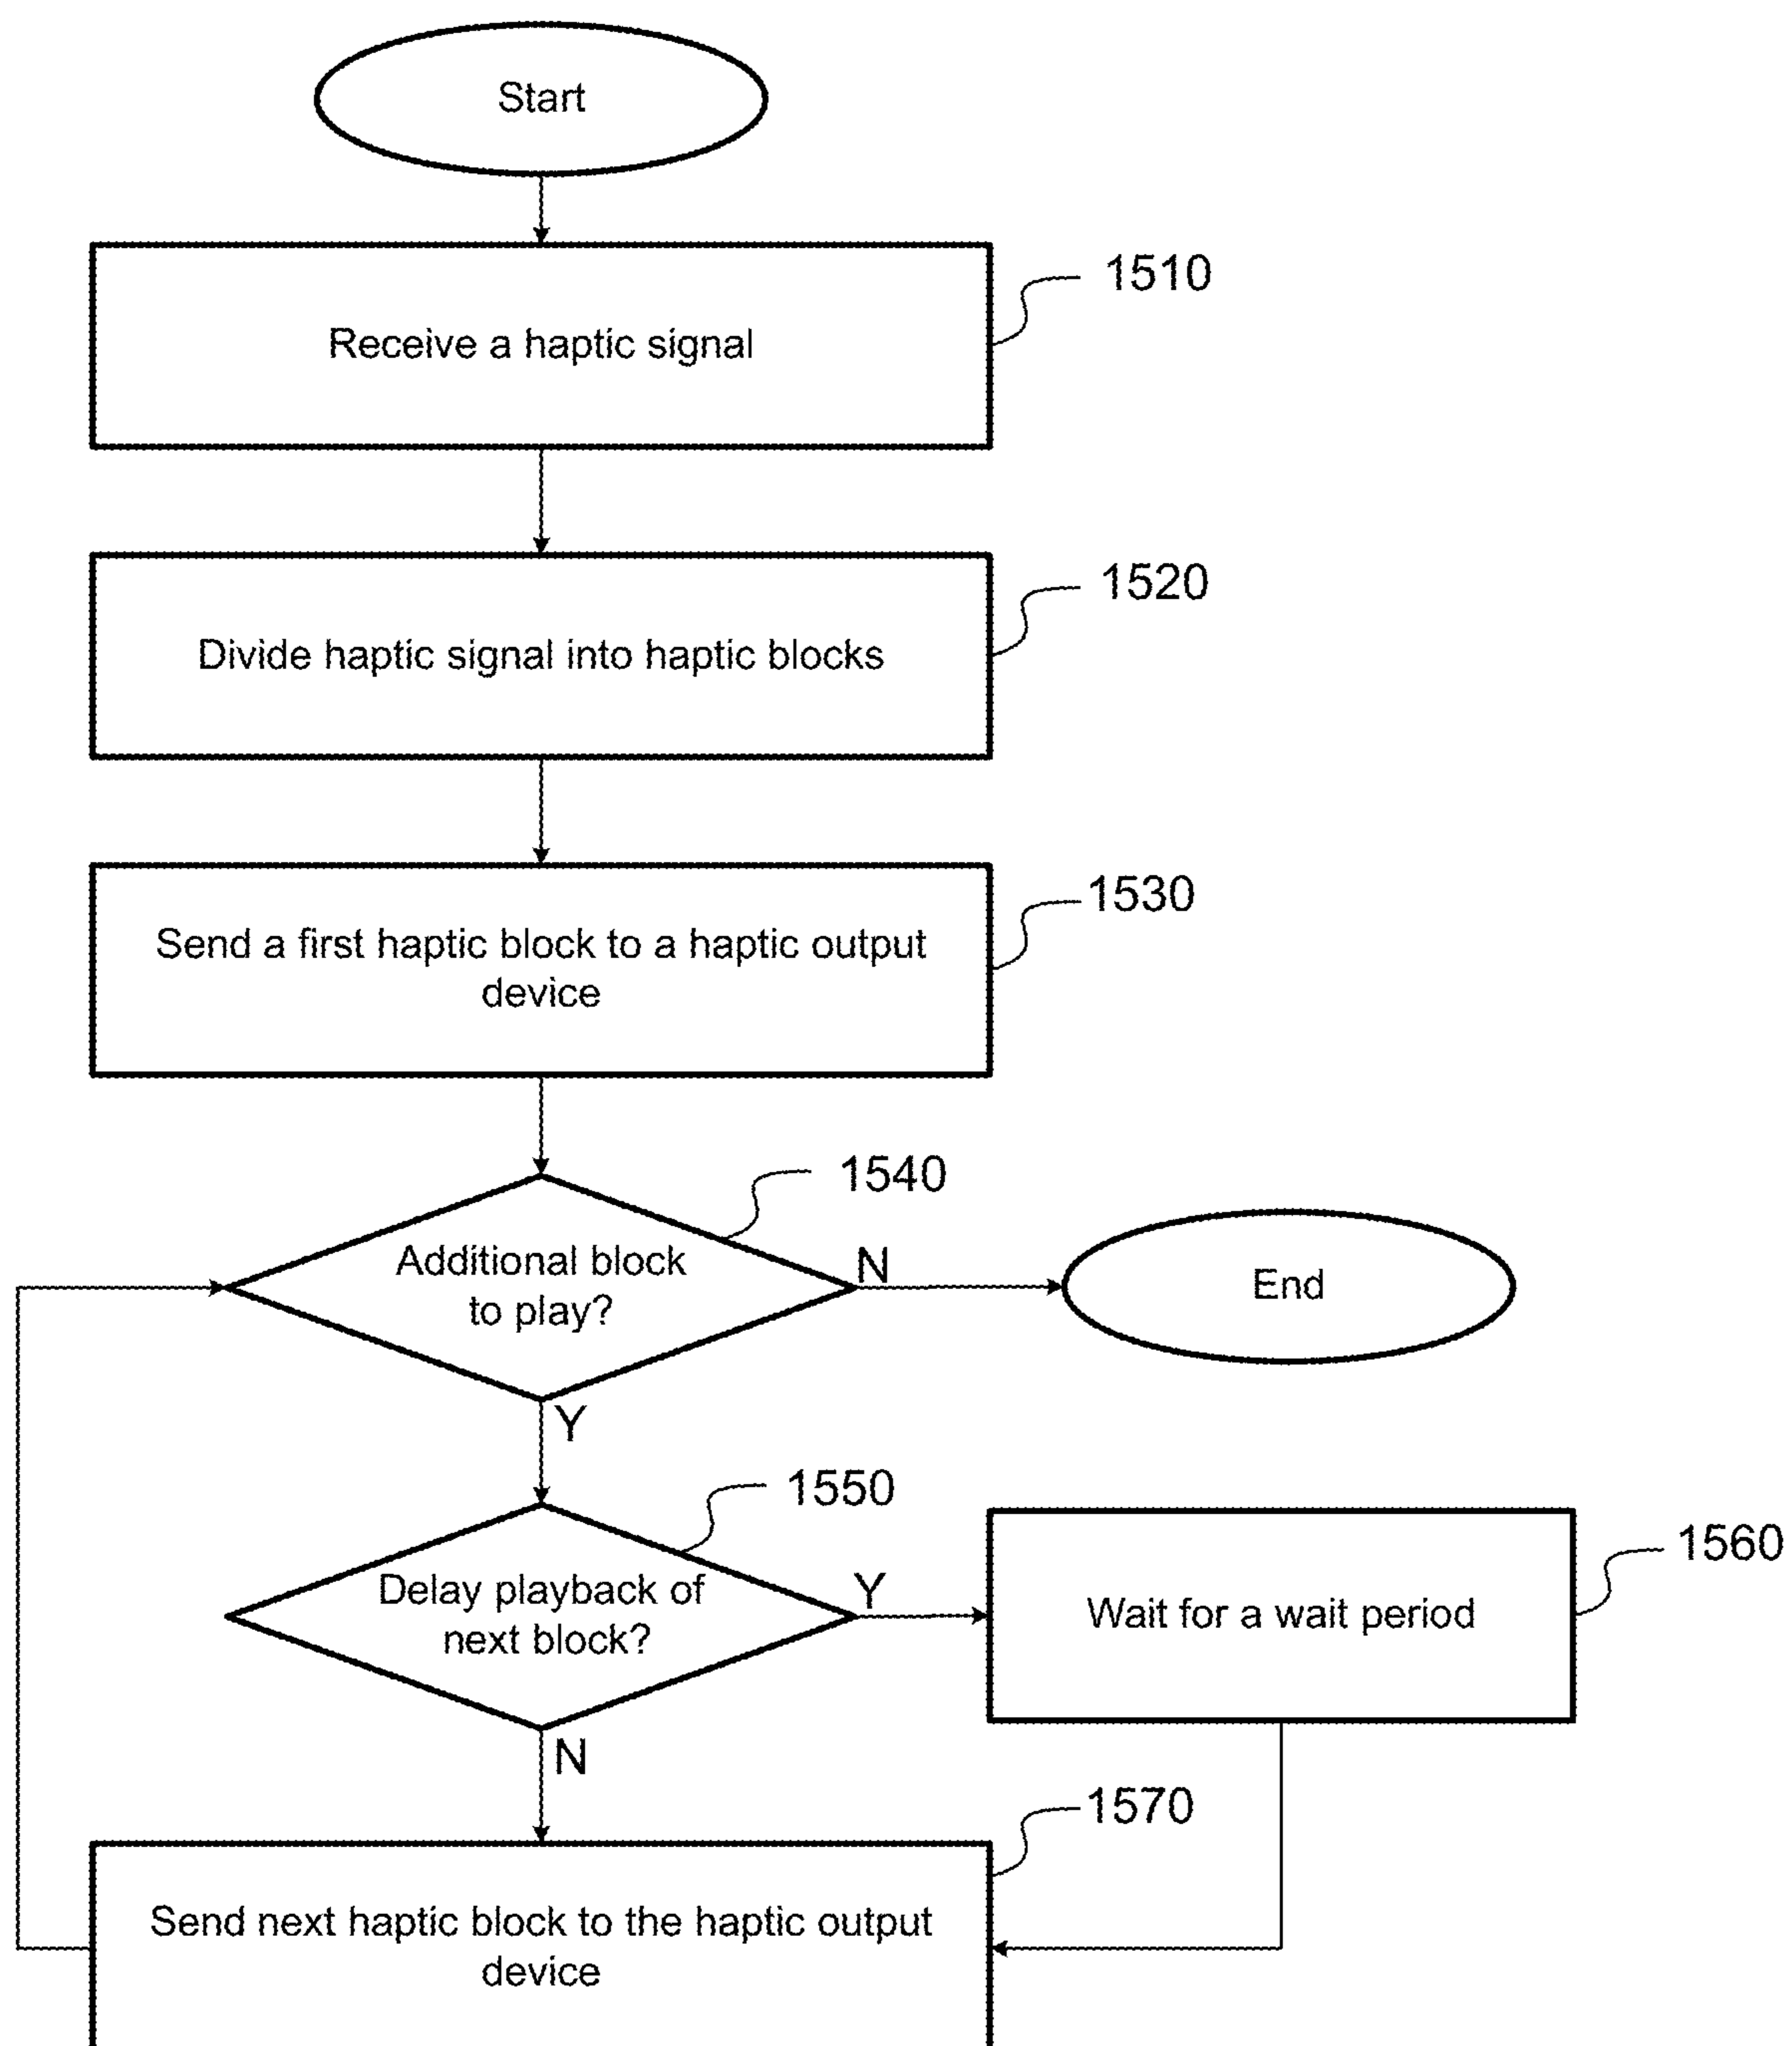 Start
1510
Receive a haptic signal
1520
Divide haptic signal into haptic blocks
1530
Send a first haptic block to a haptic output
device
1540
Additional block
to play?
N
End
Y
1550
Delay playback of
next block?
Y
1560
Wait for a wait period
N
1570
Send next haptic block to the haptic output
device